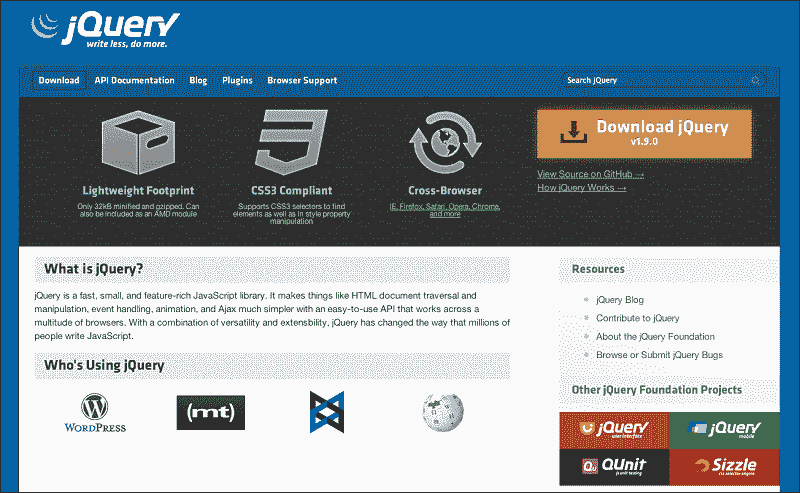 jQuery
write less, do more.
Download API Documentation Blog Plugins Browser Support
Search jQuery
Lightweight Footprint
Only 32kB minified and gzipped. Can
also be included as an AMD module
CSS3 Compliant
Supports CSS3 selectors to find
elements as well as in style property
manipulation
Cross-Browser
IE, Firefox, Safari, Opera, Chrome,
and more
Download jQuery
v1.9.0
View Source on GitHub →
How jQuery Works →
What is jQuery?
jQuery is a fast, small, and feature-rich JavaScript library. It makes things like HTML document traversal and
manipulation, event handling, animation, and Ajax much simpler with an easy-to-use API that works across a
multitude of browsers. With a combination of versatility and extensibility, jQuery has changed the way that millions of
people write JavaScript.
Who's Using jQuery
WORDPRESS
(mt)
Resources
jQuery Blog
Contribute to jQuery
About the jQuery Foundation
Browse or Submit jQuery Bugs
Other jQuery Foundation Projects
jQuery
user interface
jQuery
mobile
Qu
QUnit
js unit testing
Sizzle
css selector engine